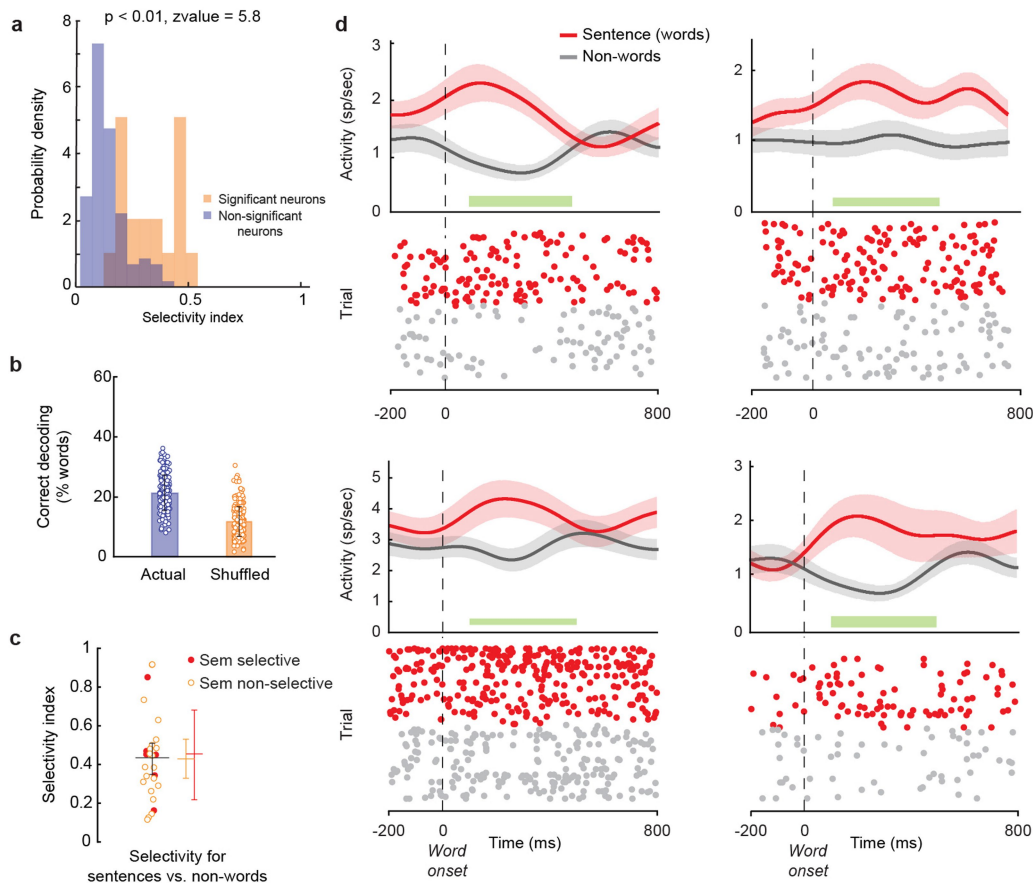 a
p < 0.01, zvalue = 5.8
8
6
4
2
0
Probability density
0.5
1
Selectivity index
Significant neurons
Non-significant
neurons
b
60
40
20
0
Correct decoding
(% words)
Actual
Shuffled
c
1
0.8
0.6
0.4
0.2
0
Selectivity index
Sem selective
Sem non-selective
Selectivity for
sentences vs. non-words
d
Sentence (words)
Non-words
3
2
1
0
Activity (sp/sec)
Trial
-200
0
800
2
1
0
-200
0
800
5
4
3
2
1
0
Activity (sp/sec)
Trial
-200
0
800
Word
onset
Time (ms)
3
2
1
0
-200
0
800
Word
onset